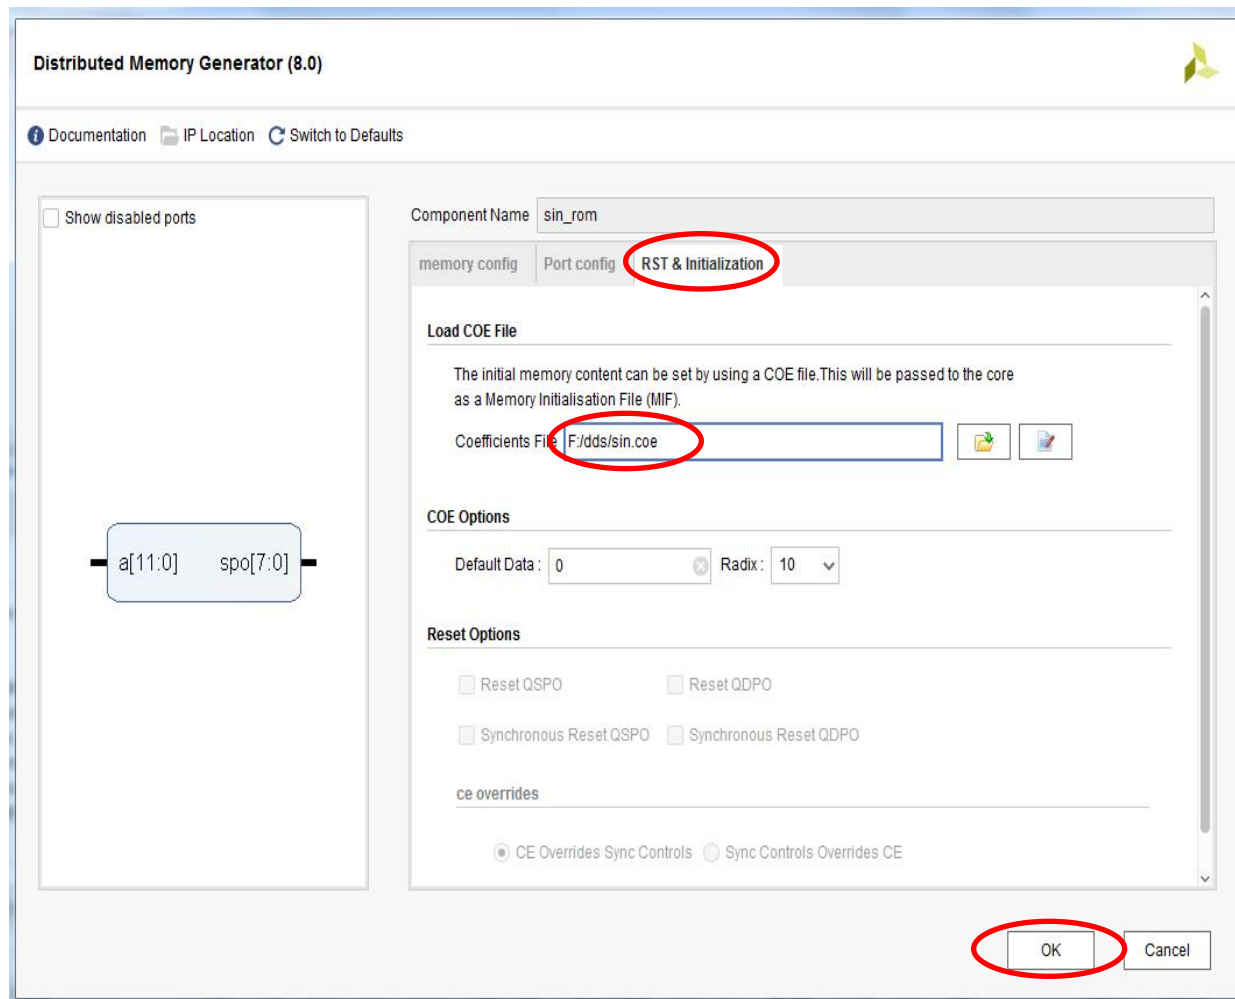 Distributed Memory Generator (8.0)
Documentation IP Location Switch to Defaults
Show disabled ports
a[11:0] spo[7:0]
Component Name sin_rom
memory config Port config RST & Initialization
Load COE File
The initial memory content can be set by using a COE file.This will be passed to the core
as a Memory Initialisation File (MIF).
Coefficients File F:/dds/sin.coe
COE Options
Default Data : 0 Radix : 10
Reset Options
Reset QSPO Reset QDPO
Synchronous Reset QSPO Synchronous Reset QDPO
ce overrides
CE Overrides Sync Controls Sync Controls Overrides CE
OK Cancel